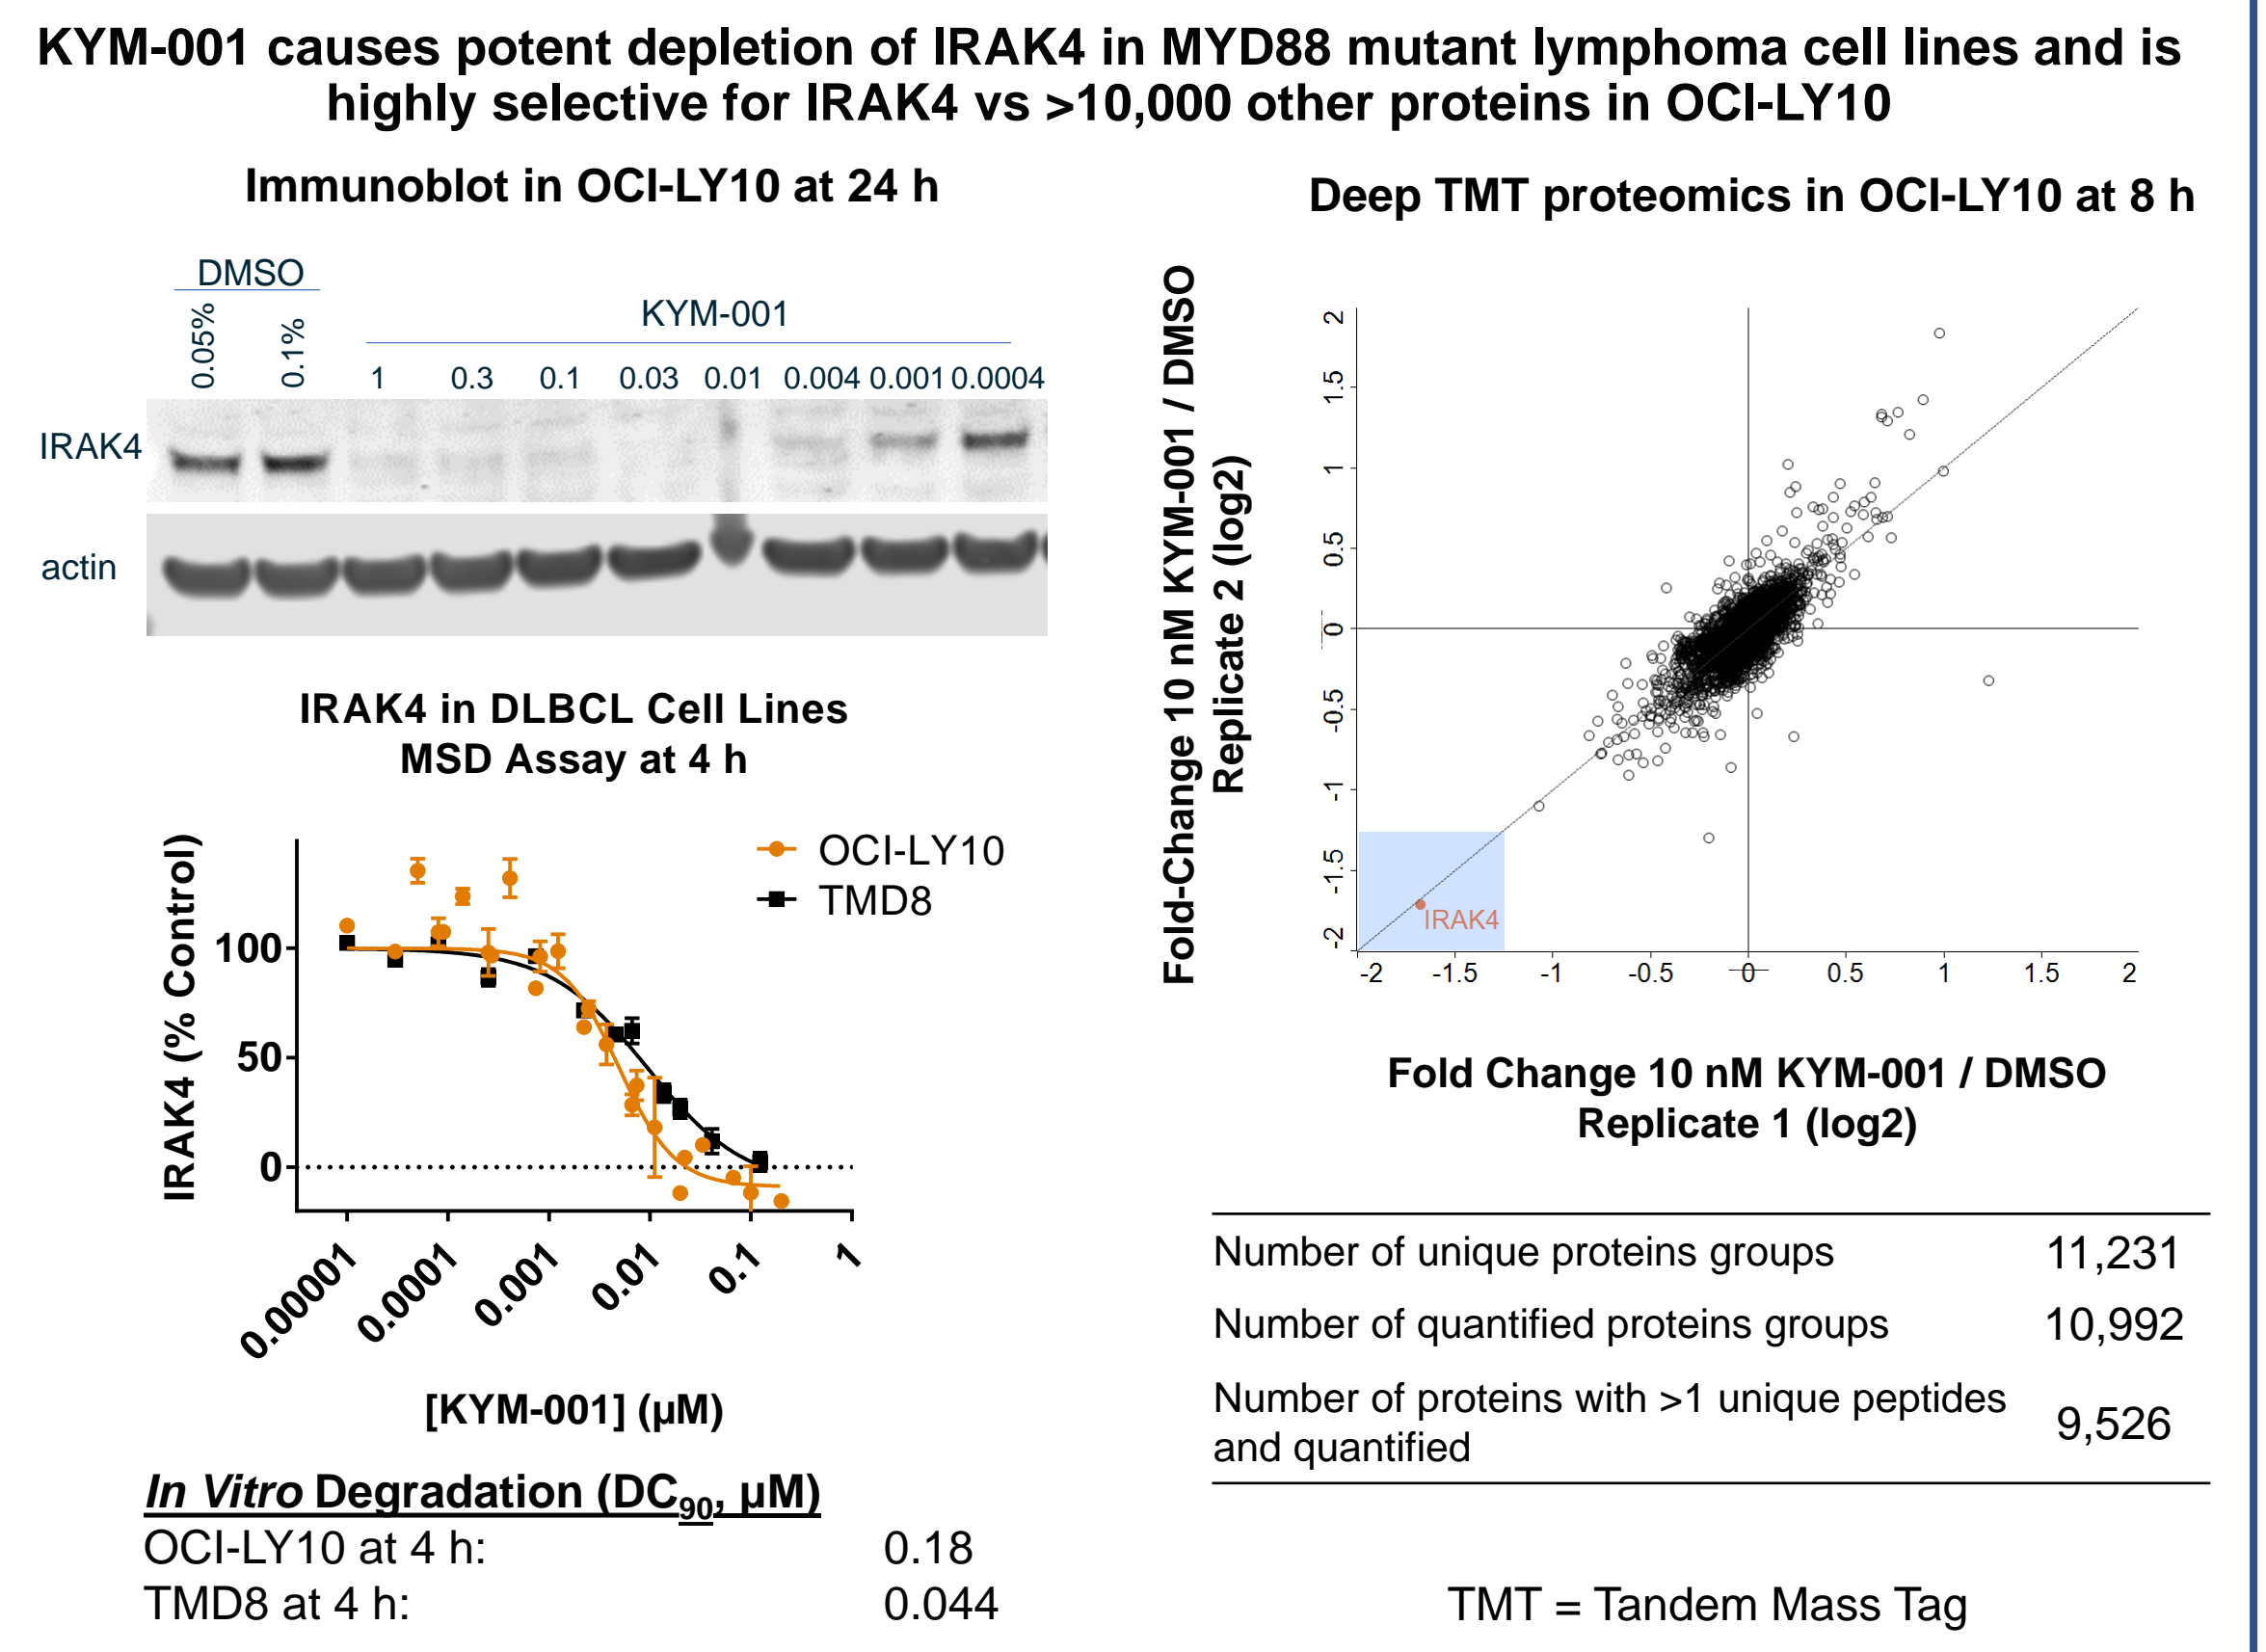 KYM-001 causes potent depletion of IRAK4 in MYD88 mutant lymphoma cell lines and is
highly selective for IRAK4 vs >10,000 other proteins in OCI-LY10
Immunoblot in OCI-LY10 at 24 h
DMSO
0.05%
0.1%
KYM-001
1 0.3 0.1 0.03 0.01 0.004 0.001 0.0004
IRAK4
actin
IRAK4 in DLBCL Cell Lines
MSD Assay at 4 h
OCI-LY10
TMD8
IRAK4 (% Control)
100
50
0
0.00001 0.0001 0.001 0.01 0.1 1
[KYM-001] (µM)
In Vitro Degradation (DC90, µM)
OCI-LY10 at 4 h: 0.18
TMD8 at 4 h: 0.044
Deep TMT proteomics in OCI-LY10 at 8 h
Fold-Change 10 nM KYM-001 / DMSO
Replicate 2 (log2)
2
1.5
1
0.5
0
-0.5
-1
-1.5
-2
IRAK4
-2 -1.5 -1 -0.5 0 0.5 1 1.5 2
Fold Change 10 nM KYM-001 / DMSO
Replicate 1 (log2)
Number of unique proteins groups 11,231
Number of quantified proteins groups 10,992
Number of proteins with >1 unique peptides
and quantified 9,526
TMT = Tandem Mass Tag